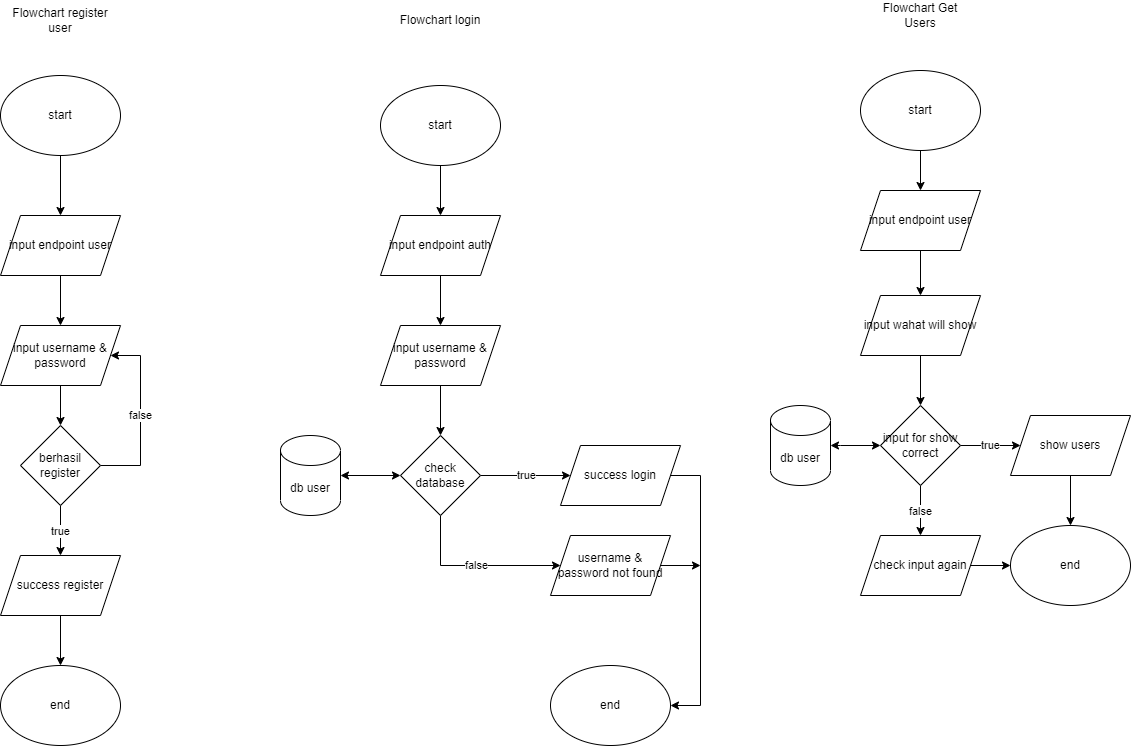 Flowchart register
user
start
input endpoint user
input username &
password
false
berhasil
register
true
success register
end
Flowchart login
start
input endpoint auth
input username &
password
db user
check
database
true
success login
false
username &
password not found
end
Flowchart Get
Users
start
input endpoint user
input wahat will show
db user
input for show
correct
true
show users
false
check input again
end